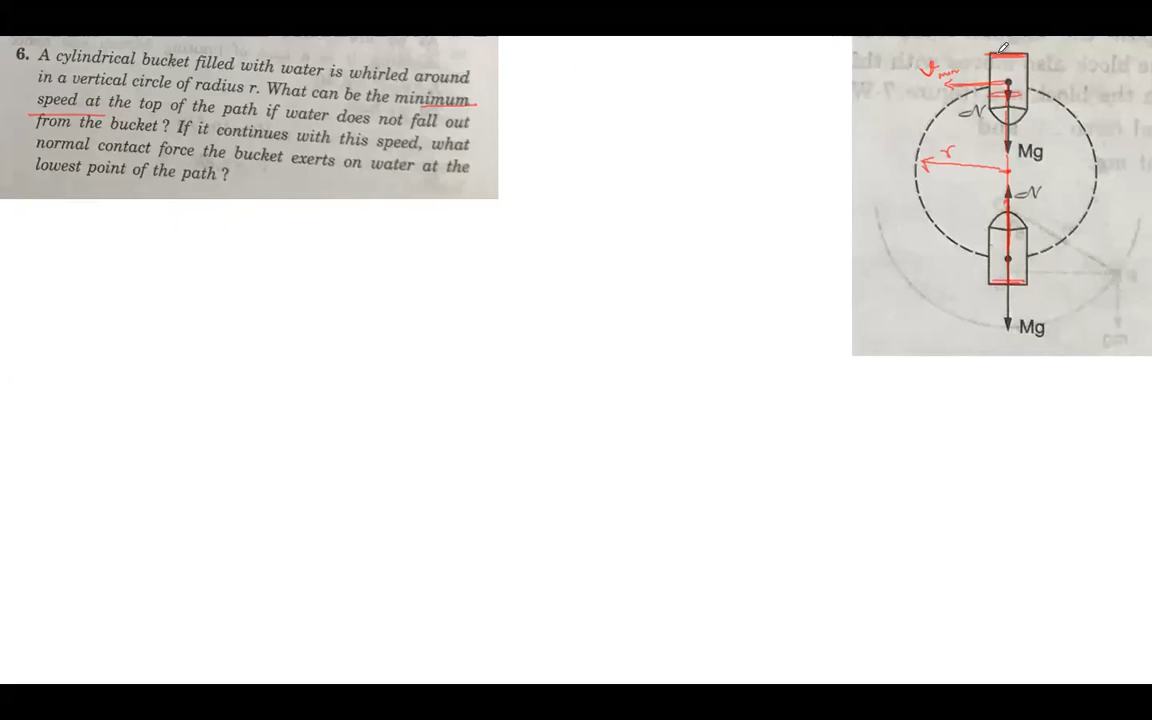 6. A cylindrical bucket filled with water is whirled around
in a vertical circle of radius r. What can be the minimum
speed at the top of the path if water does not fall out
from the bucket ? If it continues with this speed, what
normal contact force the bucket exerts on water at the
lowest point of the path ?
v min
N
Mg
r
N
Mg